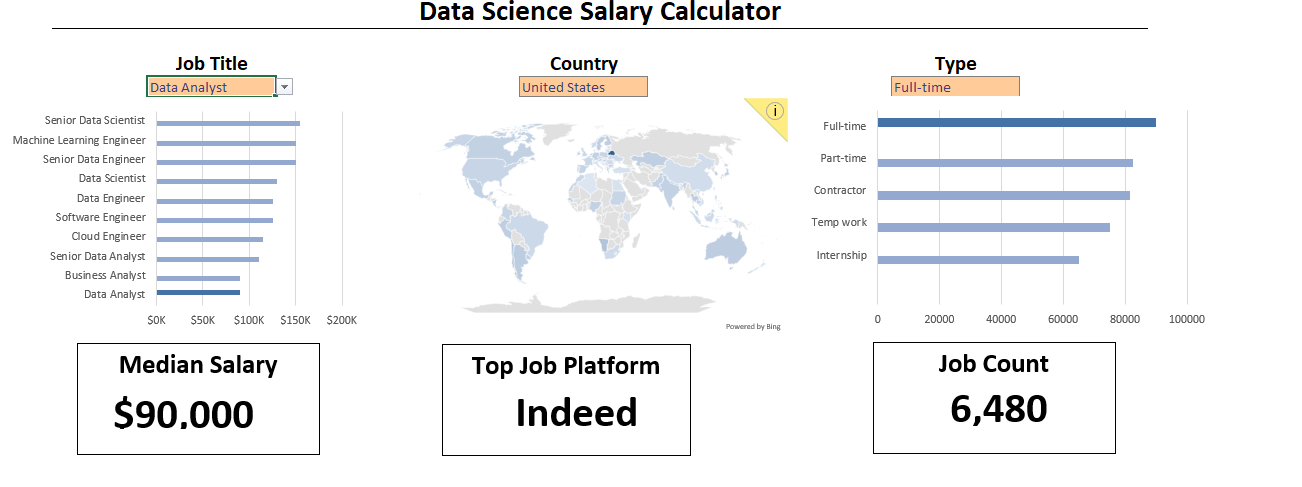 Data Science Salary Calculator
Job Title
Data Analyst
Country
United States
Type
Full-time
Senior Data Scientist
Machine Learning Engineer
Senior Data Engineer
Data Scientist
Data Engineer
Software Engineer
Cloud Engineer
Senior Data Analyst
Business Analyst
Data Analyst
$0K $50K $100K $150K $200K
i
Powered by Bing
Full-time
Part-time
Contractor
Temp work
Internship
0 20000 40000 60000 80000 100000
Median Salary
$90,000
Top Job Platform
Indeed
Job Count
6,480